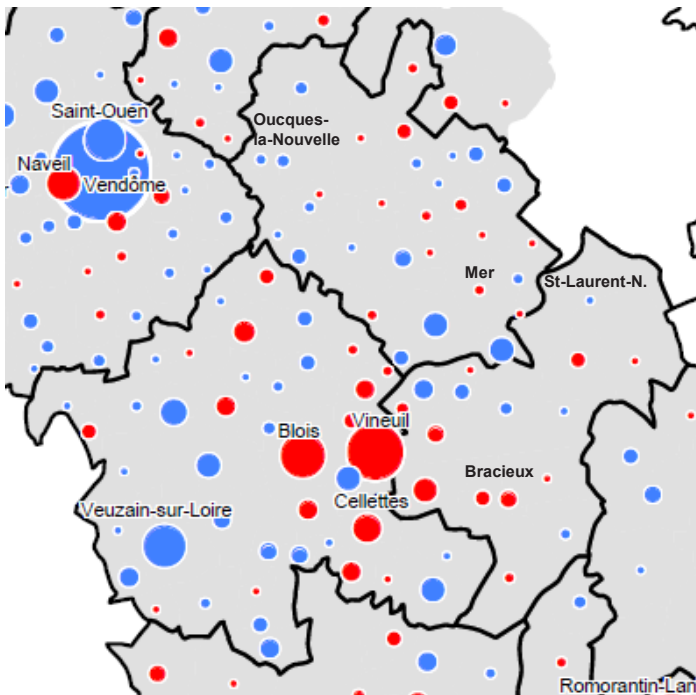 Saint-Ouen
Oucques-
la-Nouvelle
Naveil
Vendôme
Mer
St-Laurent-N.
Blois
Vineuil
Bracieux
Cellettes
Veuzain-sur-Loire
Romorantin-Lan